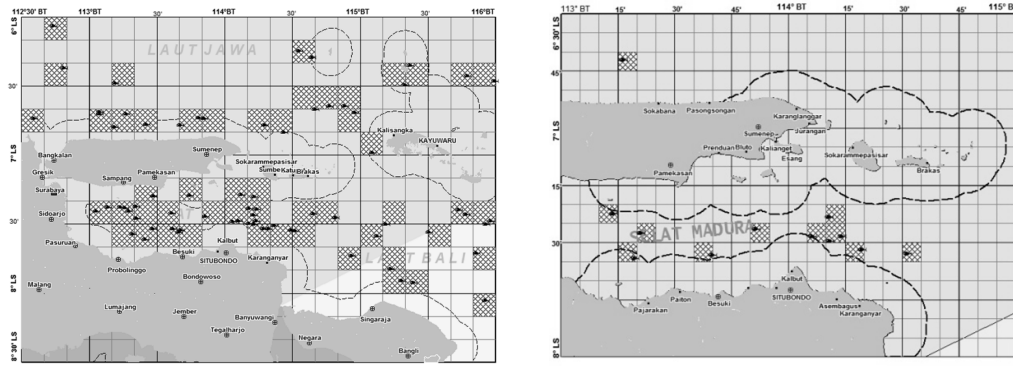 112°30' BT
113°BT
30'
114°BT
30'
115°BT
30'
116°BT
6° LS
LAUT JAWA
30'
Kalisangka
KAYUWARU
7° LS
Bangkalan
Sumenep
Sokarammepasisar
Gresik
Sampang
Pamekasan
Brakas
Surabaya
Sidoarjo
30'
Pasuruan
Kalbut
Besuki
SITUBONDO
Karanganyar
LAUT BALI
Probolinggo
Bondowoso
8° LS
Malang
Lumajang
Jember
Banyuwangi
Singaraja
Tegalharjo
Negara
Bangli
8° 30' LS
113° BT
15'
30'
45'
114° BT
15'
30'
45'
115° BT
6° 30' LS
45'
Sokabana
Pasongsongan
Karanglanggar
Sumenep
Jurangan
7° LS
Prenduan
Bluto
Kalianget
Esang
Sokarammepasisar
Pamekasan
Brakas
15'
SELAT MADURA
30'
Kalbut
45'
Paiton
SITUBONDO
Pajarakan
Besuki
Asembagus
Karanganyar
8° LS